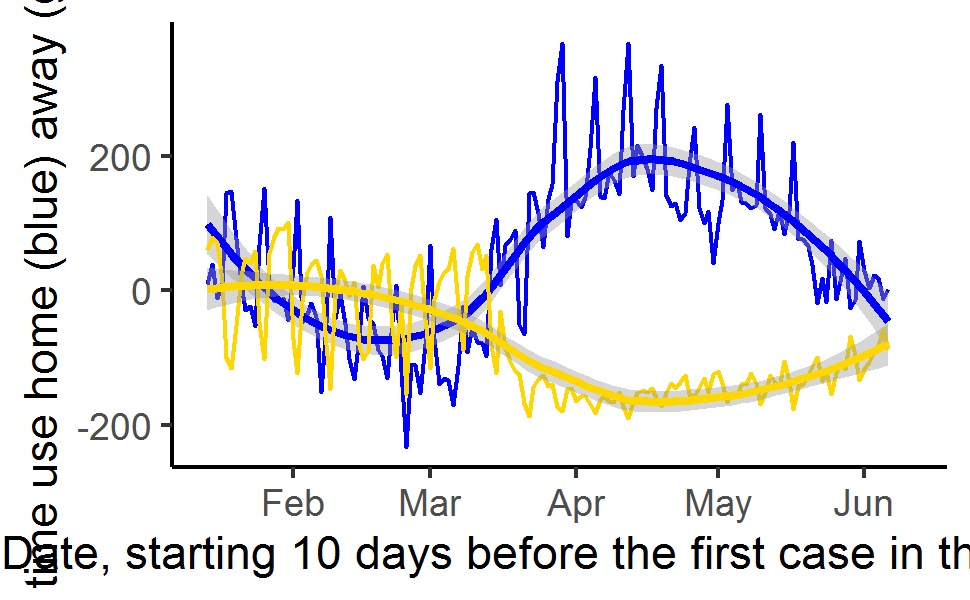 time use home (blue) away (
200
0
-200
Feb Mar Apr May Jun
Date, starting 10 days before the first case in th